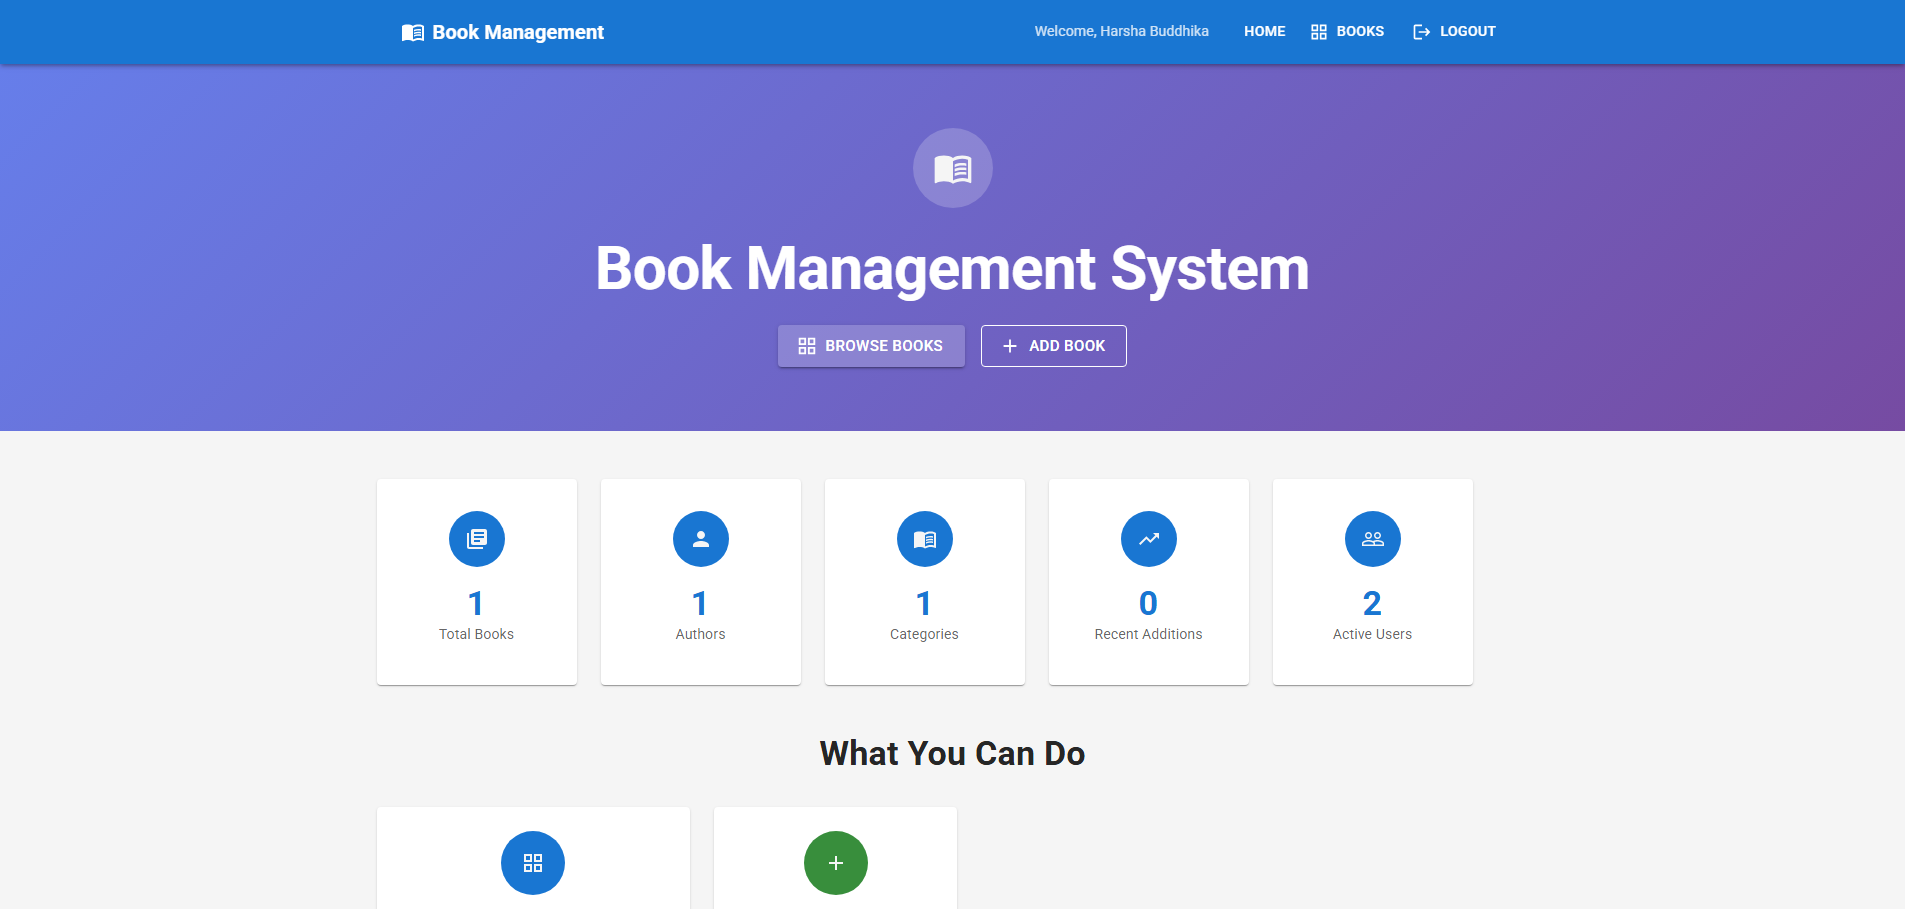 Book Management
Welcome, Harsha Buddhika
HOME
BOOKS
LOGOUT
Book Management System
BROWSE BOOKS
ADD BOOK
1
Total Books
1
Authors
1
Categories
0
Recent Additions
2
Active Users
What You Can Do